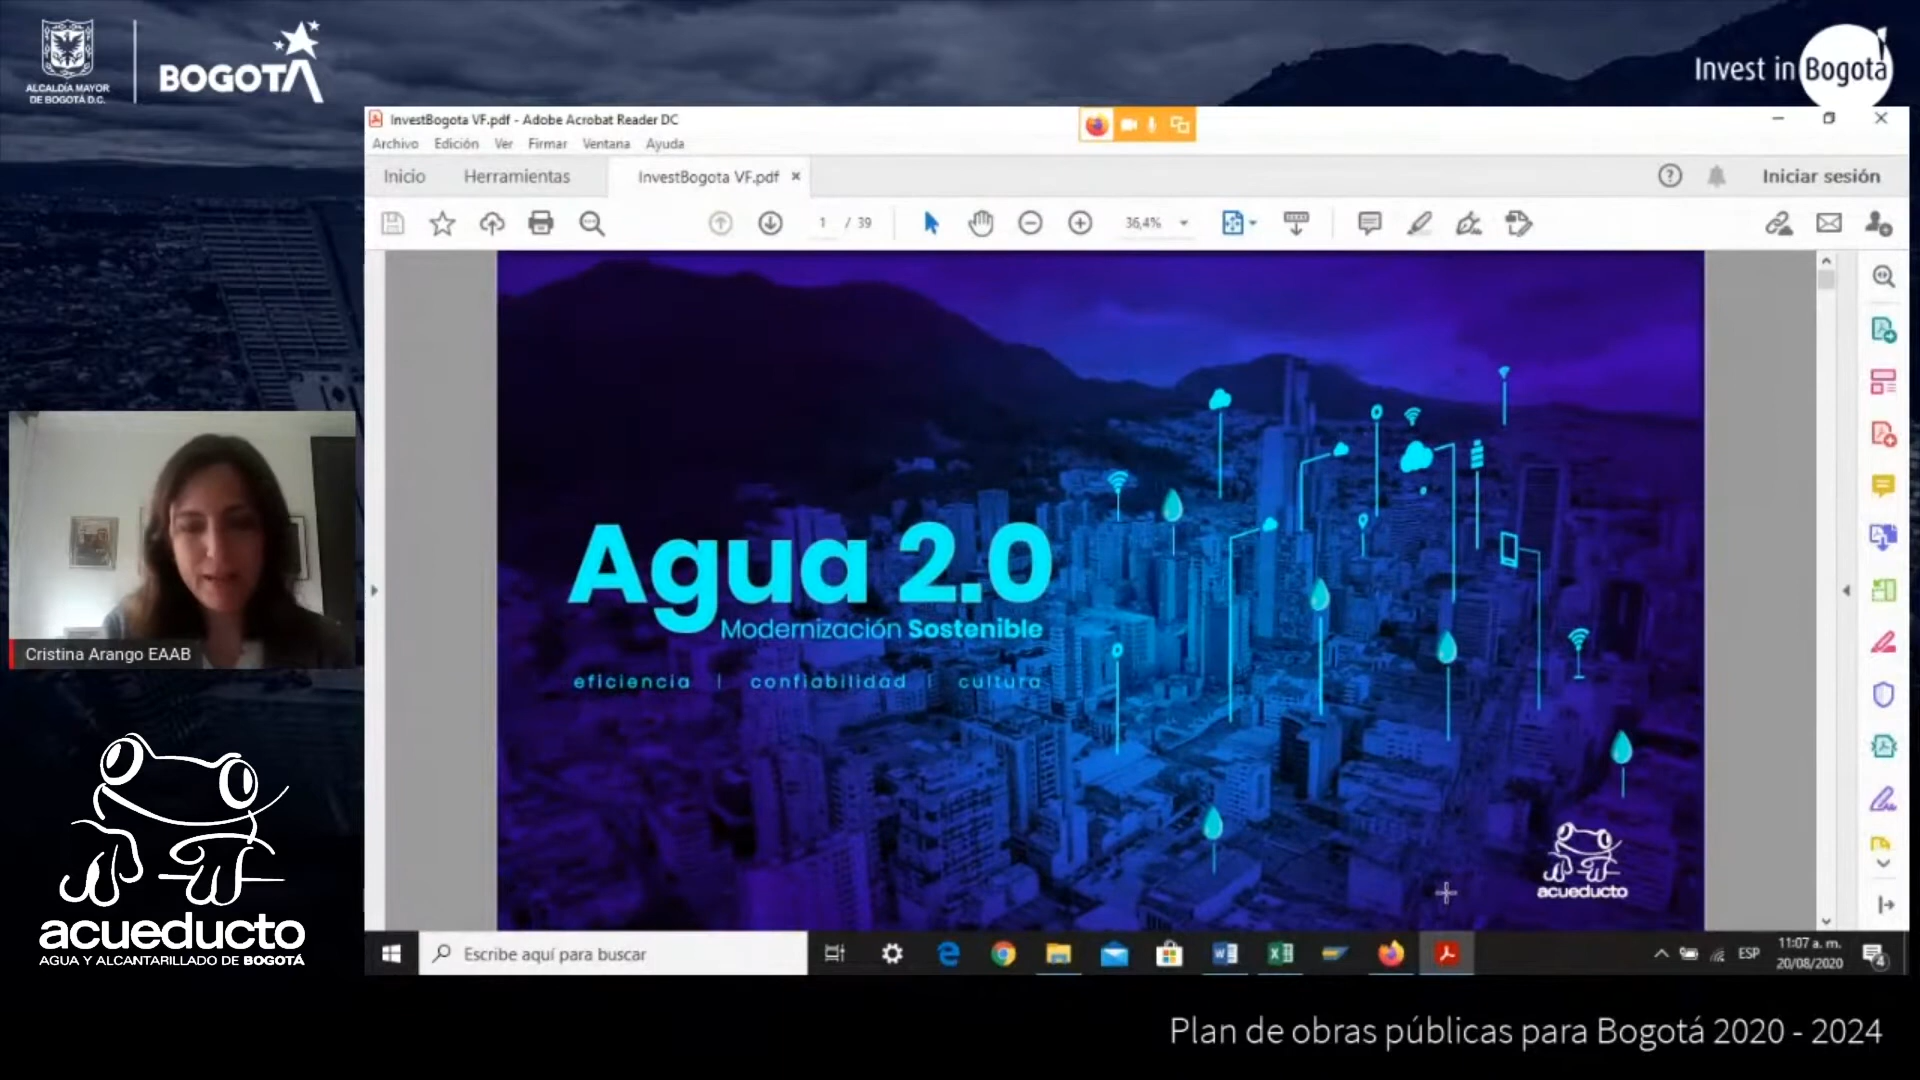 ALCALDÍA MAYOR
DE BOGOTÁ D.C.
BOGOTÁ
Invest in Bogotá
InvestBogota VF.pdf - Adobe Acrobat Reader DC
Archivo Edición Ver Firmar Ventana Ayuda
Inicio Herramientas InvestBogota VF.pdf × Iniciar sesión
1 / 39 36,4%
Agua 2.0
Modernización Sostenible
eficiencia | confiabilidad | cultura
acueducto
Cristina Arango EAAB
acueducto
AGUA Y ALCANTARILLADO DE BOGOTÁ
Escribe aquí para buscar
ESP
11:07 a. m.
20/08/2020
4
Plan de obras públicas para Bogotá 2020 - 2024